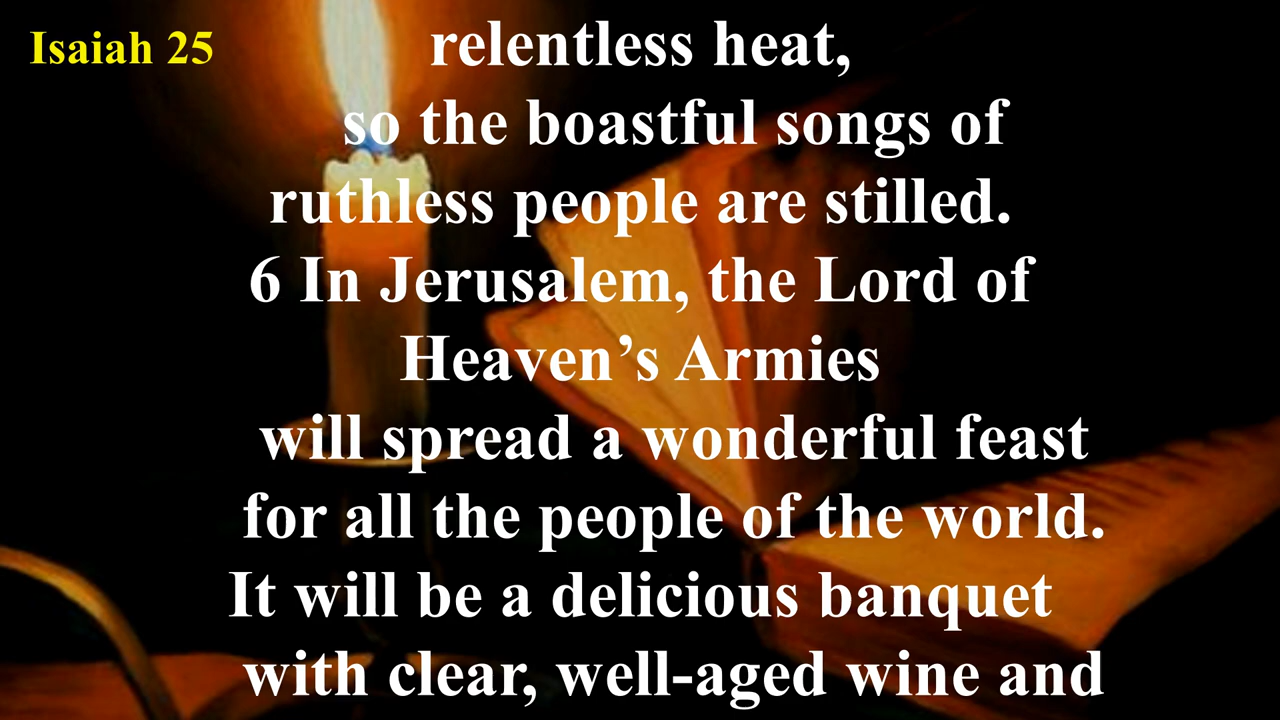 Isaiah 25
relentless heat,
so the boastful songs of
ruthless people are stilled.
6 In Jerusalem, the Lord of
Heaven’s Armies
will spread a wonderful feast
for all the people of the world.
It will be a delicious banquet
with clear, well-aged wine and